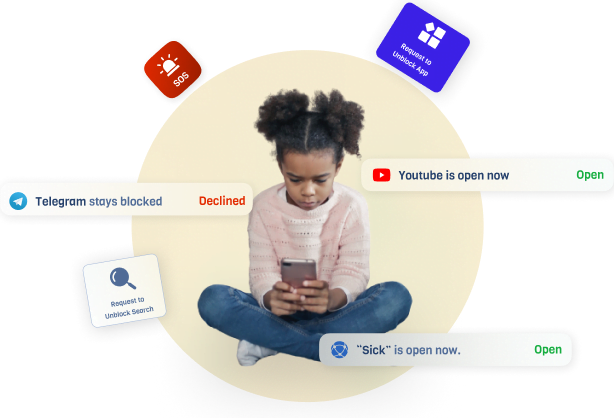 Request to
Unblock App
SOS
Youtube is open now Open
Telegram stays blocked Declined
Request to
Unblock Search
“Sick” is open now. Open